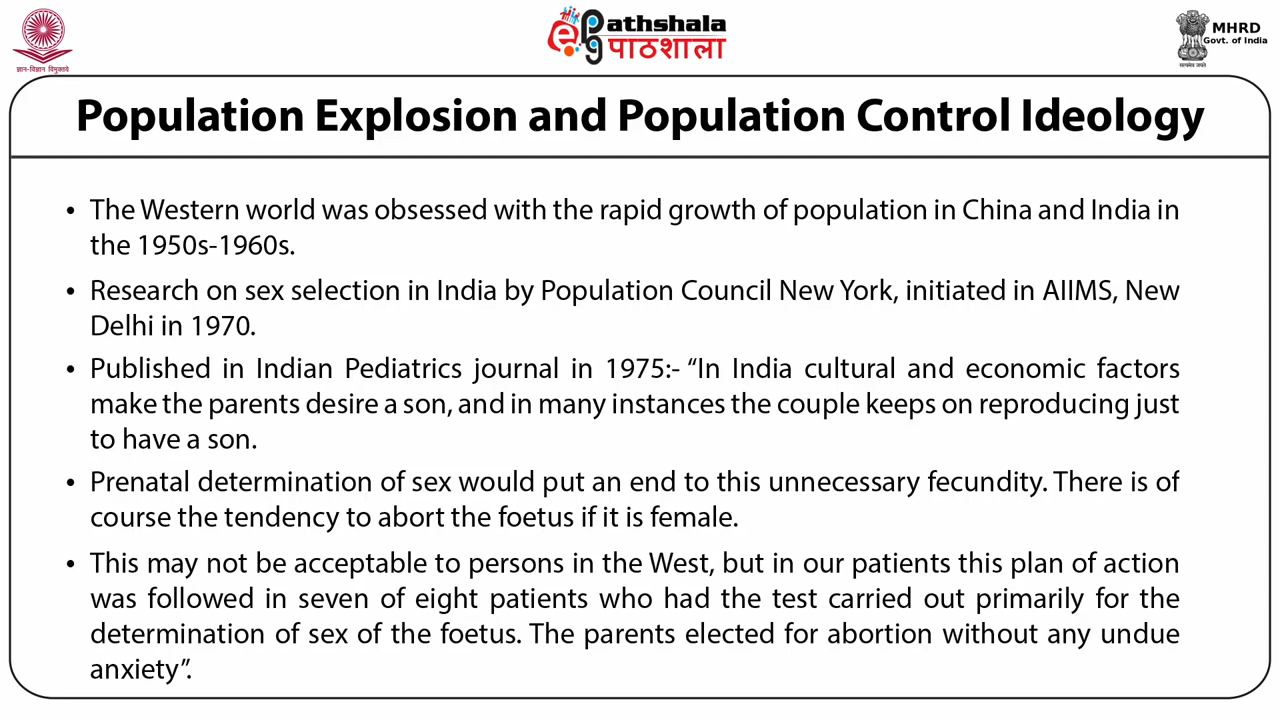 ज्ञान-विज्ञान विमुक्तये
epg
athshala
पाठशाला
MHRD
Govt. of India
सत्यमेव जयते
Population Explosion and Population Control Ideology
• The Western world was obsessed with the rapid growth of population in China and India in
the 1950s-1960s.
• Research on sex selection in India by Population Council New York, initiated in AIIMS, New
Delhi in 1970.
• Published in Indian Pediatrics journal in 1975:- “In India cultural and economic factors
make the parents desire a son, and in many instances the couple keeps on reproducing just
to have a son.
• Prenatal determination of sex would put an end to this unnecessary fecundity. There is of
course the tendency to abort the foetus if it is female.
• This may not be acceptable to persons in the West, but in our patients this plan of action
was followed in seven of eight patients who had the test carried out primarily for the
determination of sex of the foetus. The parents elected for abortion without any undue
anxiety”.